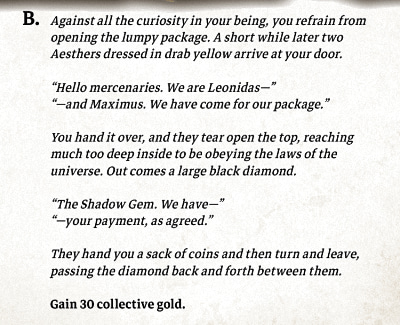 B. Against all the curiosity in your being, you refrain from
opening the lumpy package. A short while later two
Aesthers dressed in drab yellow arrive at your door.
“Hello mercenaries. We are Leonidas—”
“—and Maximus. We have come for our package.”
You hand it over, and they tear open the top, reaching
much too deep inside to be obeying the laws of the
universe. Out comes a large black diamond.
“The Shadow Gem. We have—”
“—your payment, as agreed.”
They hand you a sack of coins and then turn and leave,
passing the diamond back and forth between them.
Gain 30 collective gold.